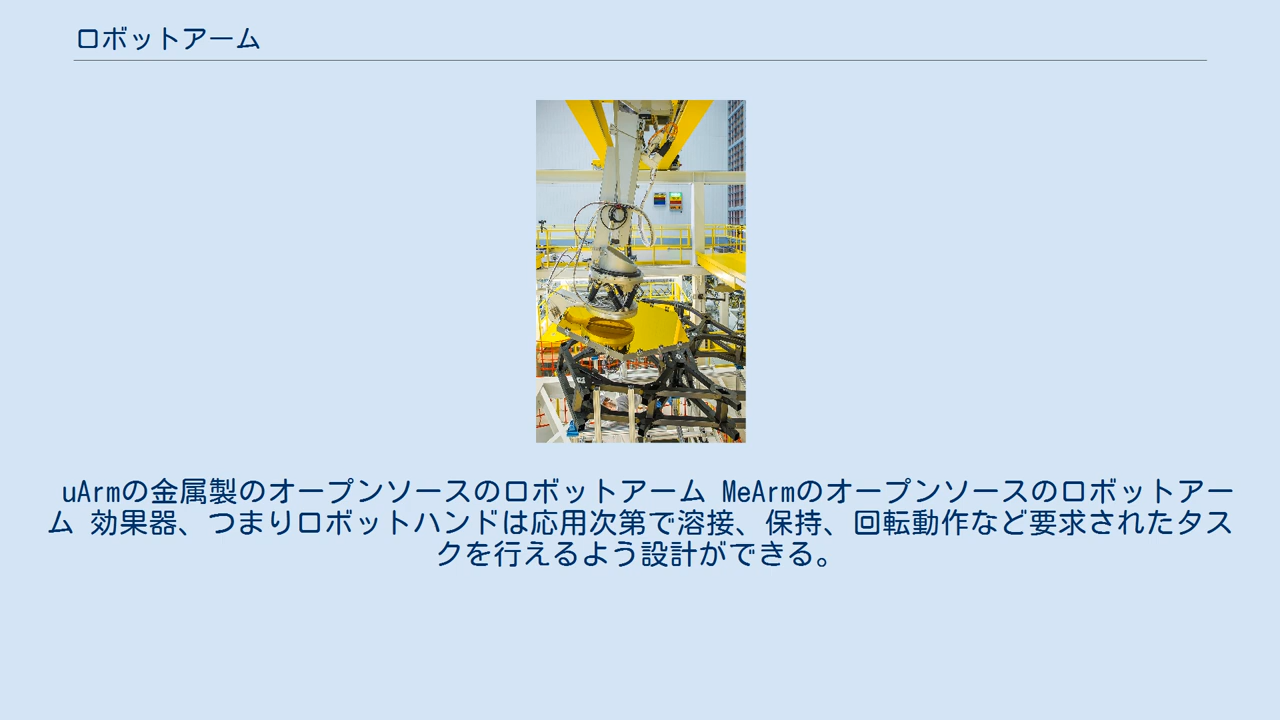 ロボットアーム
uArmの金属製のオープンソースのロボットアーム MeArmのオープンソースのロボットアー
ム 効果器、つまりロボットハンドは応用次第で溶接、保持、回転動作など要求されたタス
クを行えるよう設計ができる。